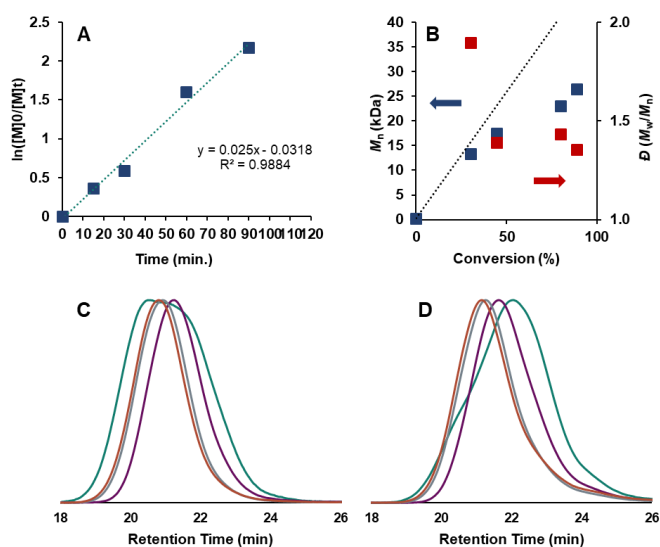 A
2.5
2
1.5
1
0.5
0
ln([M]0/[M]t)
y = 0.025x - 0.0318
R² = 0.9884
0 10 20 30 40 50 60 70 80 90 100 110 120
Time (min.)
B
40
35
30
25
20
15
10
5
0
Mn (kDa)
2.0
1.5
1.0
Đ (Mw/Mn)
0 50 100
Conversion (%)
C
18 20 22 24 26
Retention Time (min)
D
18 20 22 24 26
Retention Time (min)